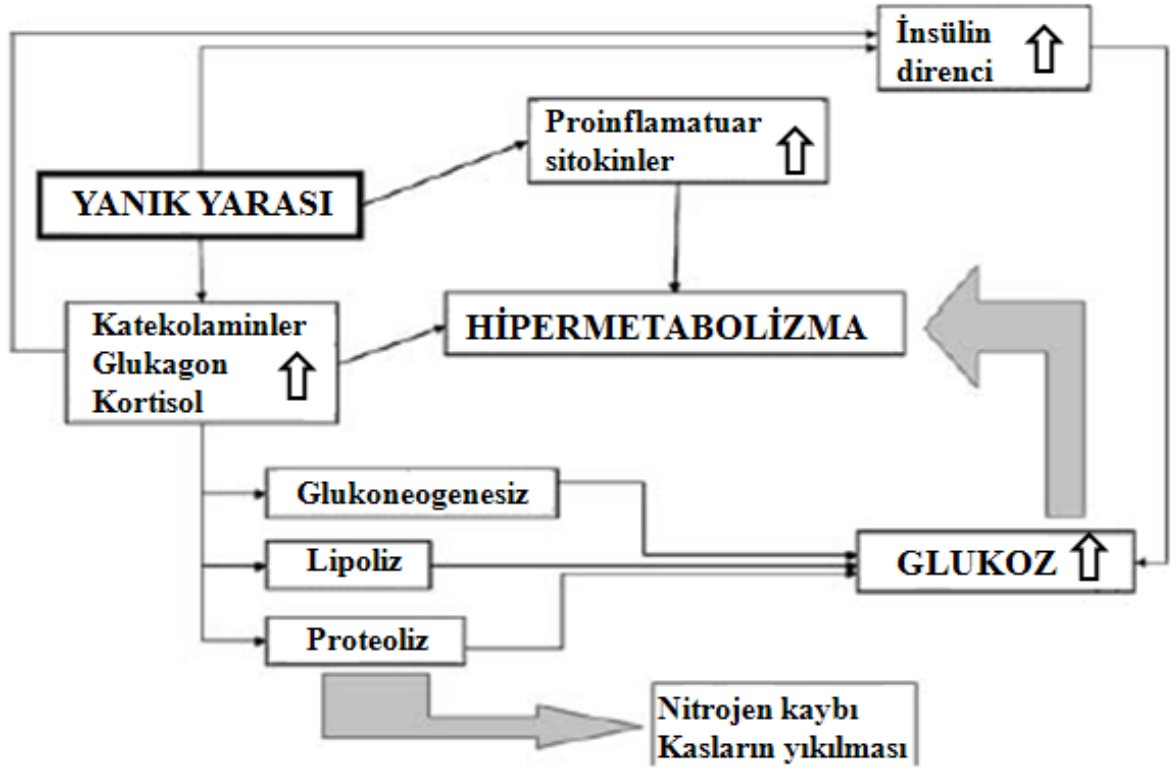 İnsülin
direnci
Proinflamatuar
sitokinler
YANIK YARASI
Katekolaminler
Glukagon
Kortisol
HİPERMETABOLİZMA
Glukoneogenesiz
Lipoliz
GLUKOZ
Proteoliz
Nitrojen kaybı
Kasların yıkılması